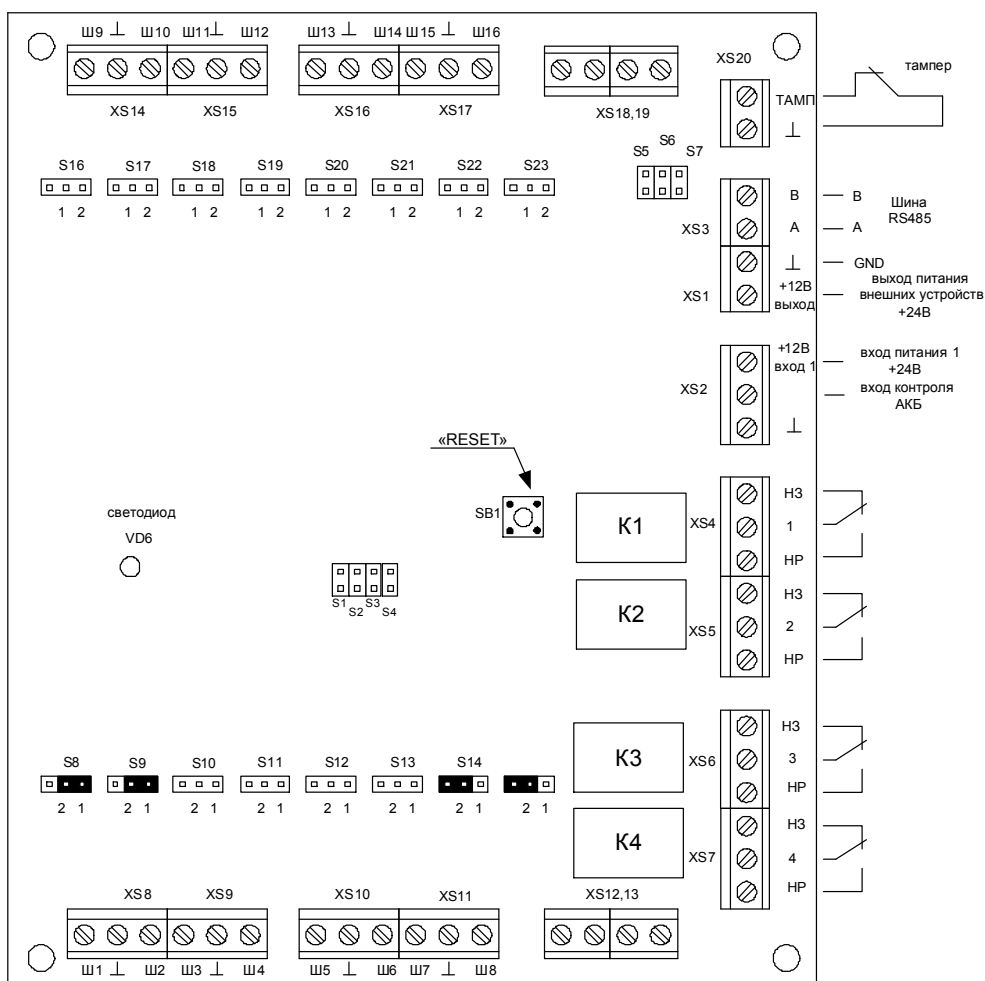 Ш9 ⊥ Ш10 Ш11 ⊥ Ш12 Ш13 ⊥ Ш14 Ш15 ⊥ Ш16
XS14 XS15 XS16 XS17 XS18,19
XS20
ТАМП
⊥
тампер
S16 S17 S18 S19 S20 S21 S22 S23
1 2 1 2 1 2 1 2 1 2 1 2 1 2 1 2
S5 S6 S7
XS3
B
A
B
A
Шина
RS485
XS1
⊥
+12В
выход
GND
выход питания
внешних устройств
+24В
XS2
+12В
вход 1
⊥
вход питания 1
+24В
вход контроля
АКБ
«RESET»
SB1
светодиод
VD6
S1 S2 S3 S4
К1
XS4
НЗ
1
НР
К2
XS5
НЗ
2
НР
К3
XS6
НЗ
3
НР
К4
XS7
НЗ
4
НР
S8 S9 S10 S11 S12 S13 S14
2 1 2 1 2 1 2 1 2 1 2 1 2 1 2 1
XS8 XS9 XS10 XS11 XS12,13
Ш1 ⊥ Ш2 Ш3 ⊥ Ш4 Ш5 ⊥ Ш6 Ш7 ⊥ Ш8